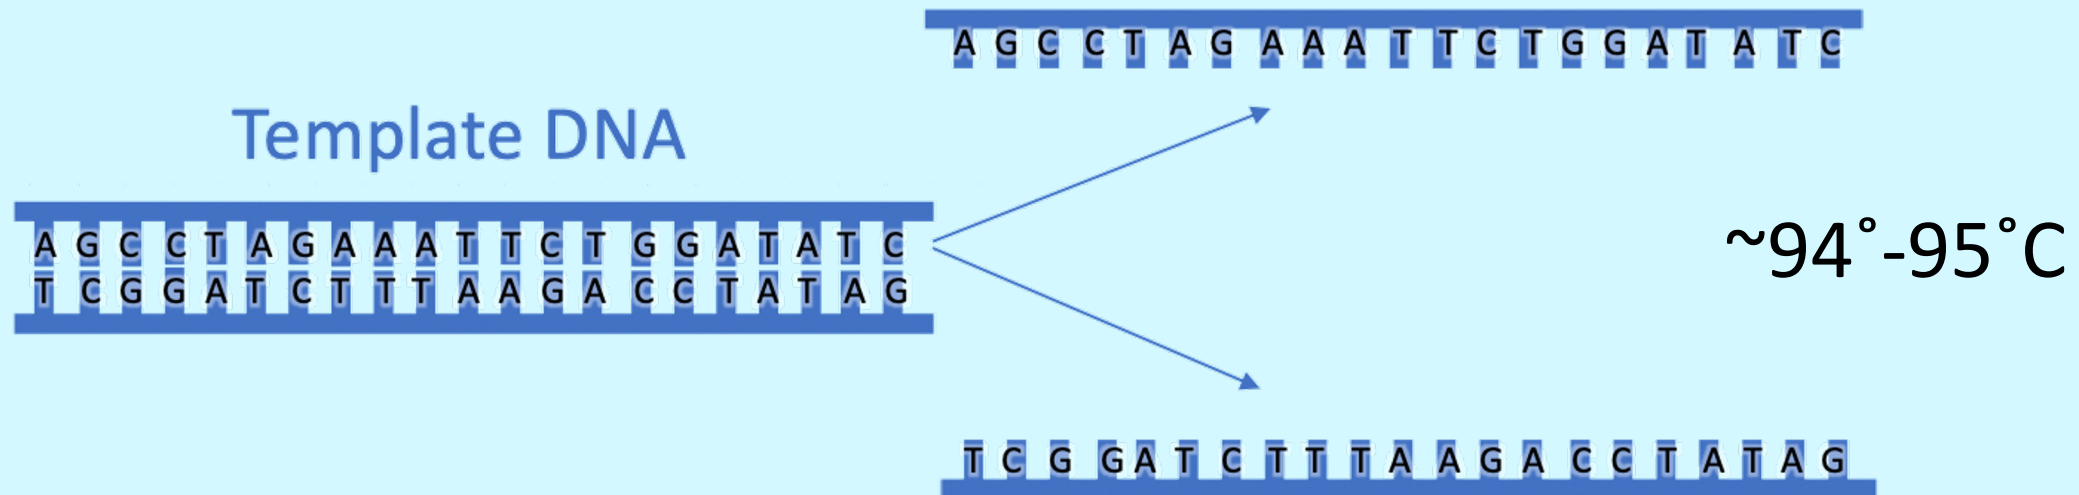 A G C C T A G A A A T T C T G G A T A T C
Template DNA
A G C C T A G A A A T T C T G G A T A T C
T C G G A T C T T T A A G A C C T A T A G
~94°-95°C
T C G G A T C T T T A A G A C C T A T A G